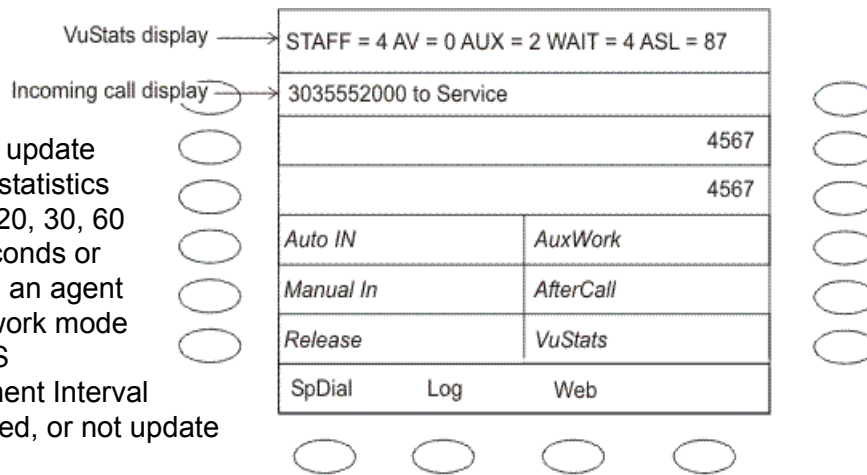 VuStats display
STAFF = 4 AV = 0 AUX = 2 WAIT = 4 ASL = 87
Incoming call display
3035552000 to Service
4567
4567
Auto IN AuxWork
Manual In AfterCall
Release VuStats
SpDial Log Web
update
statistics
20, 30, 60
conds or
an agent
work mode
S
ment Interval
ed, or not update